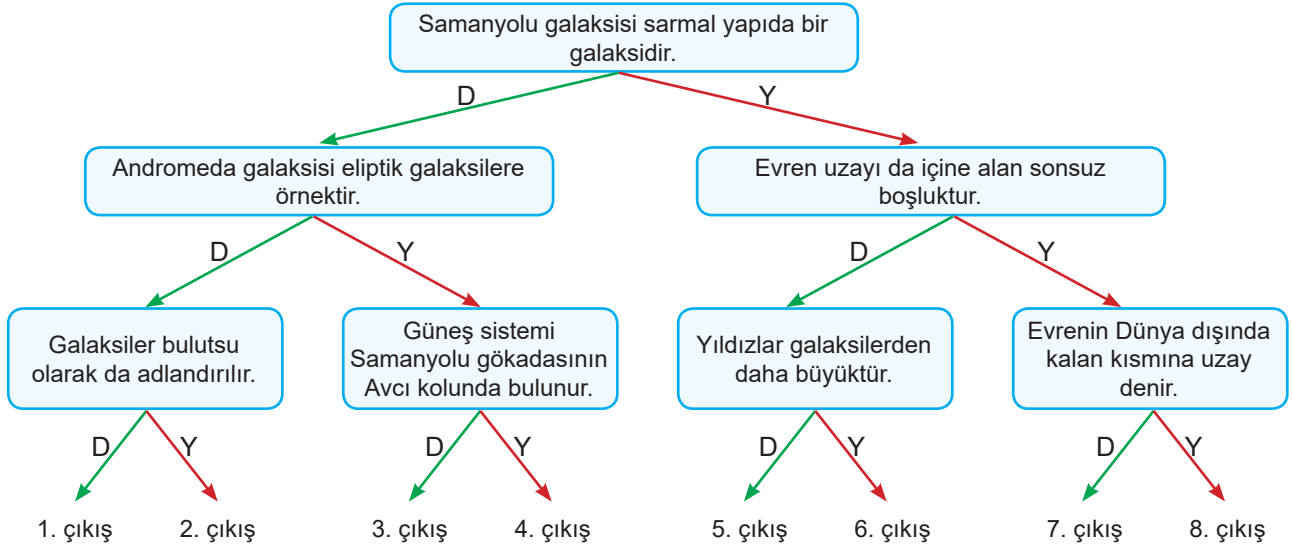 Samanyolu galaksisi sarmal yapıda bir
galaksidir.
D
Y
Andromeda galaksisi eliptik galaksilere
örnektir.
Evren uzayı da içine alan sonsuz
boşluktur.
D
Y
D
Y
Galaksiler bulutsu
olarak da adlandırılır.
Güneş sistemi
Samanyolu gökadasının
Avcı kolunda bulunur.
Yıldızlar galaksilerden
daha büyüktür.
Evrenin Dünya dışında
kalan kısmına uzay
denir.
D
Y
D
Y
D
Y
D
Y
1. çıkış
2. çıkış
3. çıkış
4. çıkış
5. çıkış
6. çıkış
7. çıkış
8. çıkış